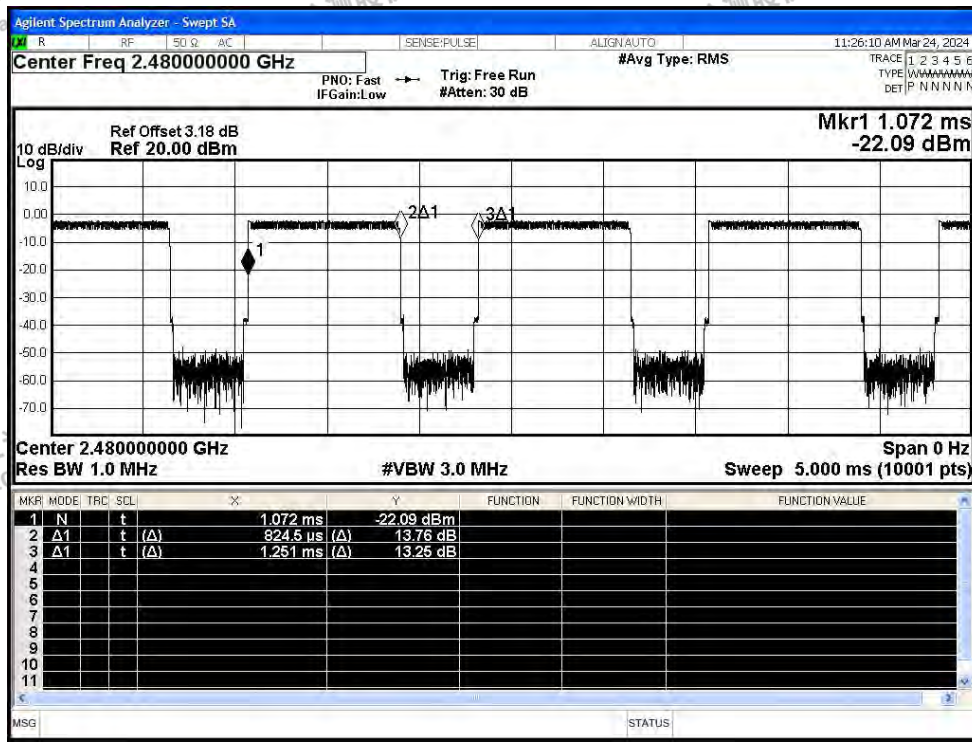 Agilent Spectrum Analyzer - Swept SA
R RF 50 Ω AC SENSE:PULSE ALIGN AUTO 11:26:10 AM Mar 24, 2024
Center Freq 2.480000000 GHz
PNO: Fast
IFGain:Low
Trig: Free Run
#Atten: 30 dB
#Avg Type: RMS
TRACE 1 2 3 4 5 6
TYPE WWWWWW
DET P N N N N N
Mkr1 1.072 ms
-22.09 dBm
Ref Offset 3.18 dB
10 dB/div Ref 20.00 dBm
Log
10.0
0.00
-10.0
-20.0
-30.0
-40.0
-50.0
-60.0
-70.0
1
2Δ1
3Δ1
Center 2.480000000 GHz Span 0 Hz
Res BW 1.0 MHz #VBW 3.0 MHz Sweep 5.000 ms (10001 pts)
MKR MODE TRC SCL X Y FUNCTION FUNCTION WIDTH FUNCTION VALUE
1 N t 1.072 ms -22.09 dBm
2 Δ1 t (Δ) 824.5 µs (Δ) 13.76 dB
3 Δ1 t (Δ) 1.251 ms (Δ) 13.25 dB
4
5
6
7
8
9
10
11
MSG STATUS